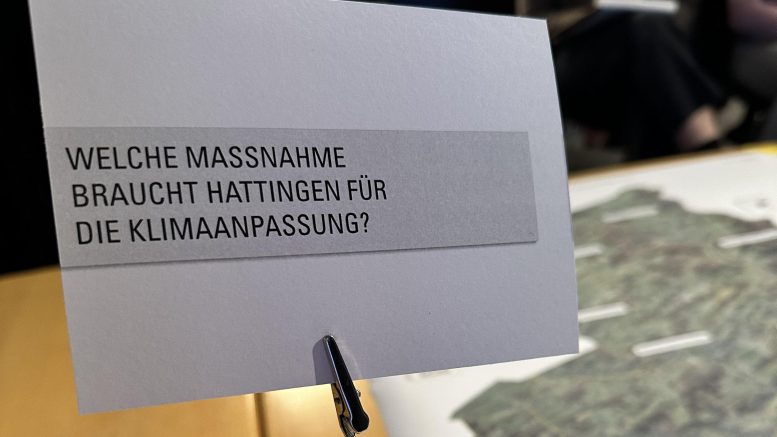 WELCHE MASSNAHME
BRAUCHT HATTINGEN FÜR
DIE KLIMAANPASSUNG?